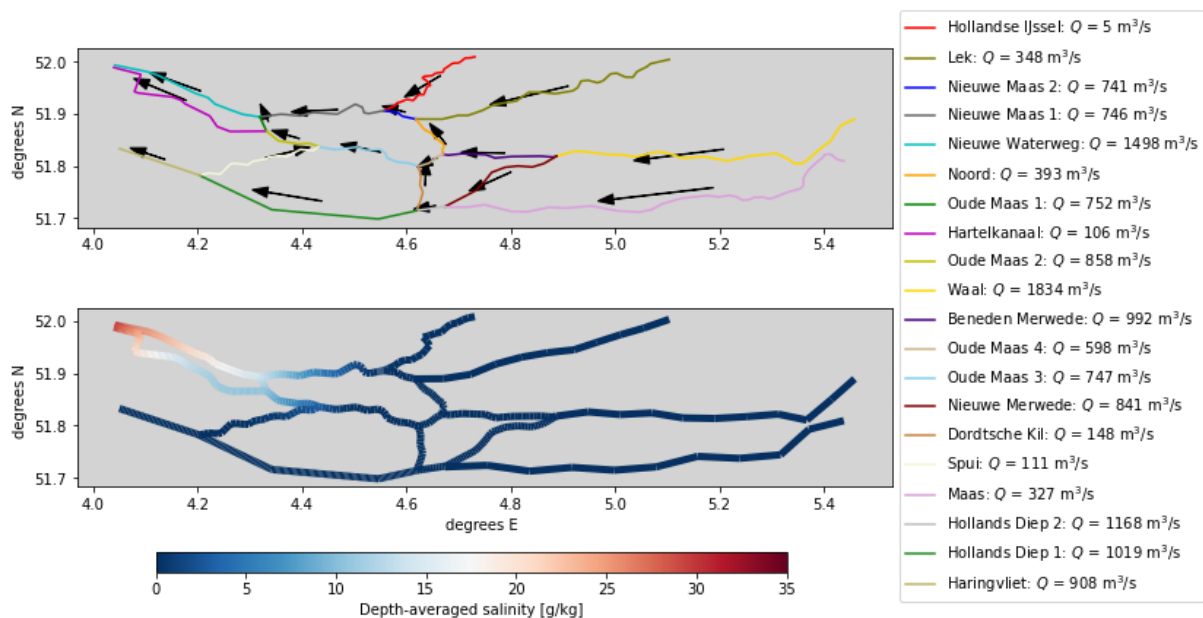 52.0
51.9
51.8
51.7
degrees N
4.0 4.2 4.4 4.6 4.8 5.0 5.2 5.4
52.0
51.9
51.8
51.7
degrees N
4.0 4.2 4.4 4.6 4.8 5.0 5.2 5.4
degrees E
0 5 10 15 20 25 30 35
Depth-averaged salinity [g/kg]
Hollandse IJssel: Q = 5 m³/s
Lek: Q = 348 m³/s
Nieuwe Maas 2: Q = 741 m³/s
Nieuwe Maas 1: Q = 746 m³/s
Nieuwe Waterweg: Q = 1498 m³/s
Noord: Q = 393 m³/s
Oude Maas 1: Q = 752 m³/s
Hartelkanaal: Q = 106 m³/s
Oude Maas 2: Q = 858 m³/s
Waal: Q = 1834 m³/s
Beneden Merwede: Q = 992 m³/s
Oude Maas 4: Q = 598 m³/s
Oude Maas 3: Q = 747 m³/s
Nieuwe Merwede: Q = 841 m³/s
Dordtsche Kil: Q = 148 m³/s
Spui: Q = 111 m³/s
Maas: Q = 327 m³/s
Hollands Diep 2: Q = 1168 m³/s
Hollands Diep 1: Q = 1019 m³/s
Haringvliet: Q = 908 m³/s